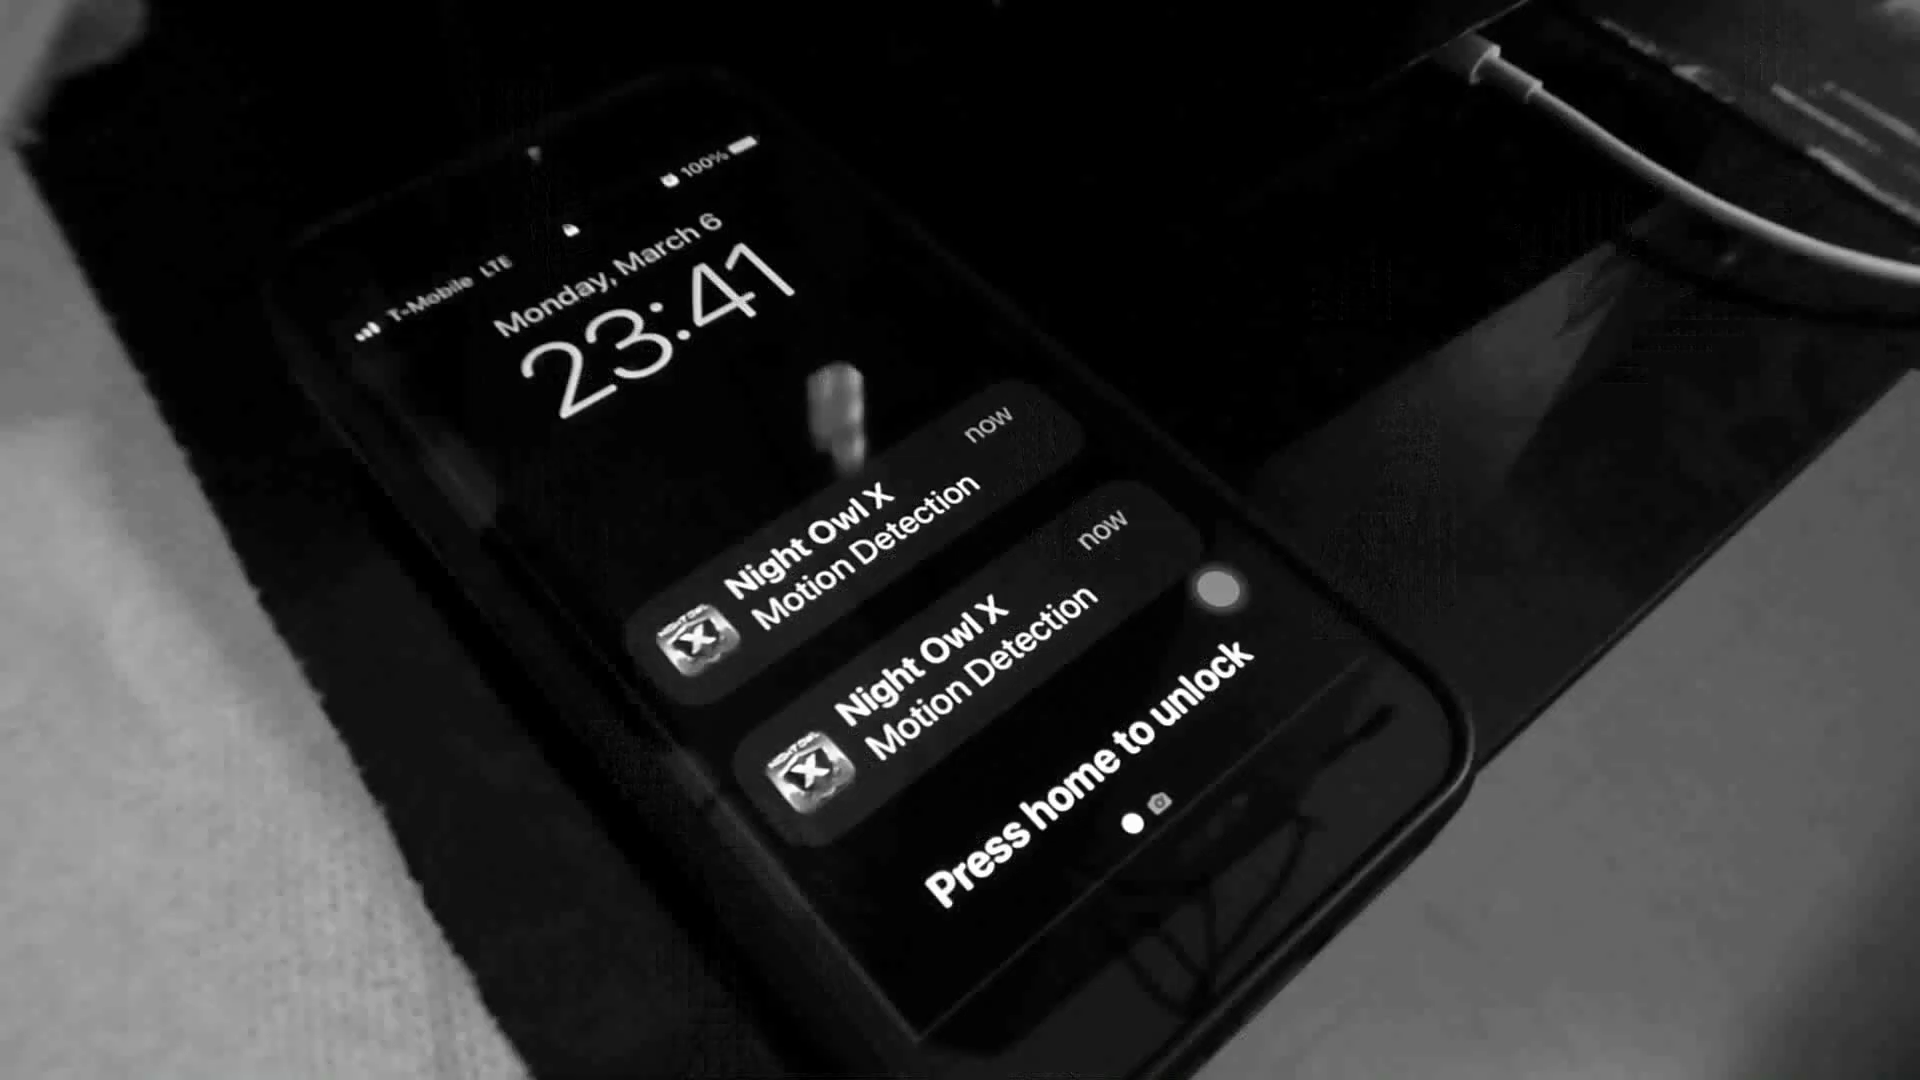 T-Mobile LTE
100%
Monday, March 6
23:41
Night Owl X
now
Motion Detection
Night Owl X
now
Motion Detection
Press home to unlock